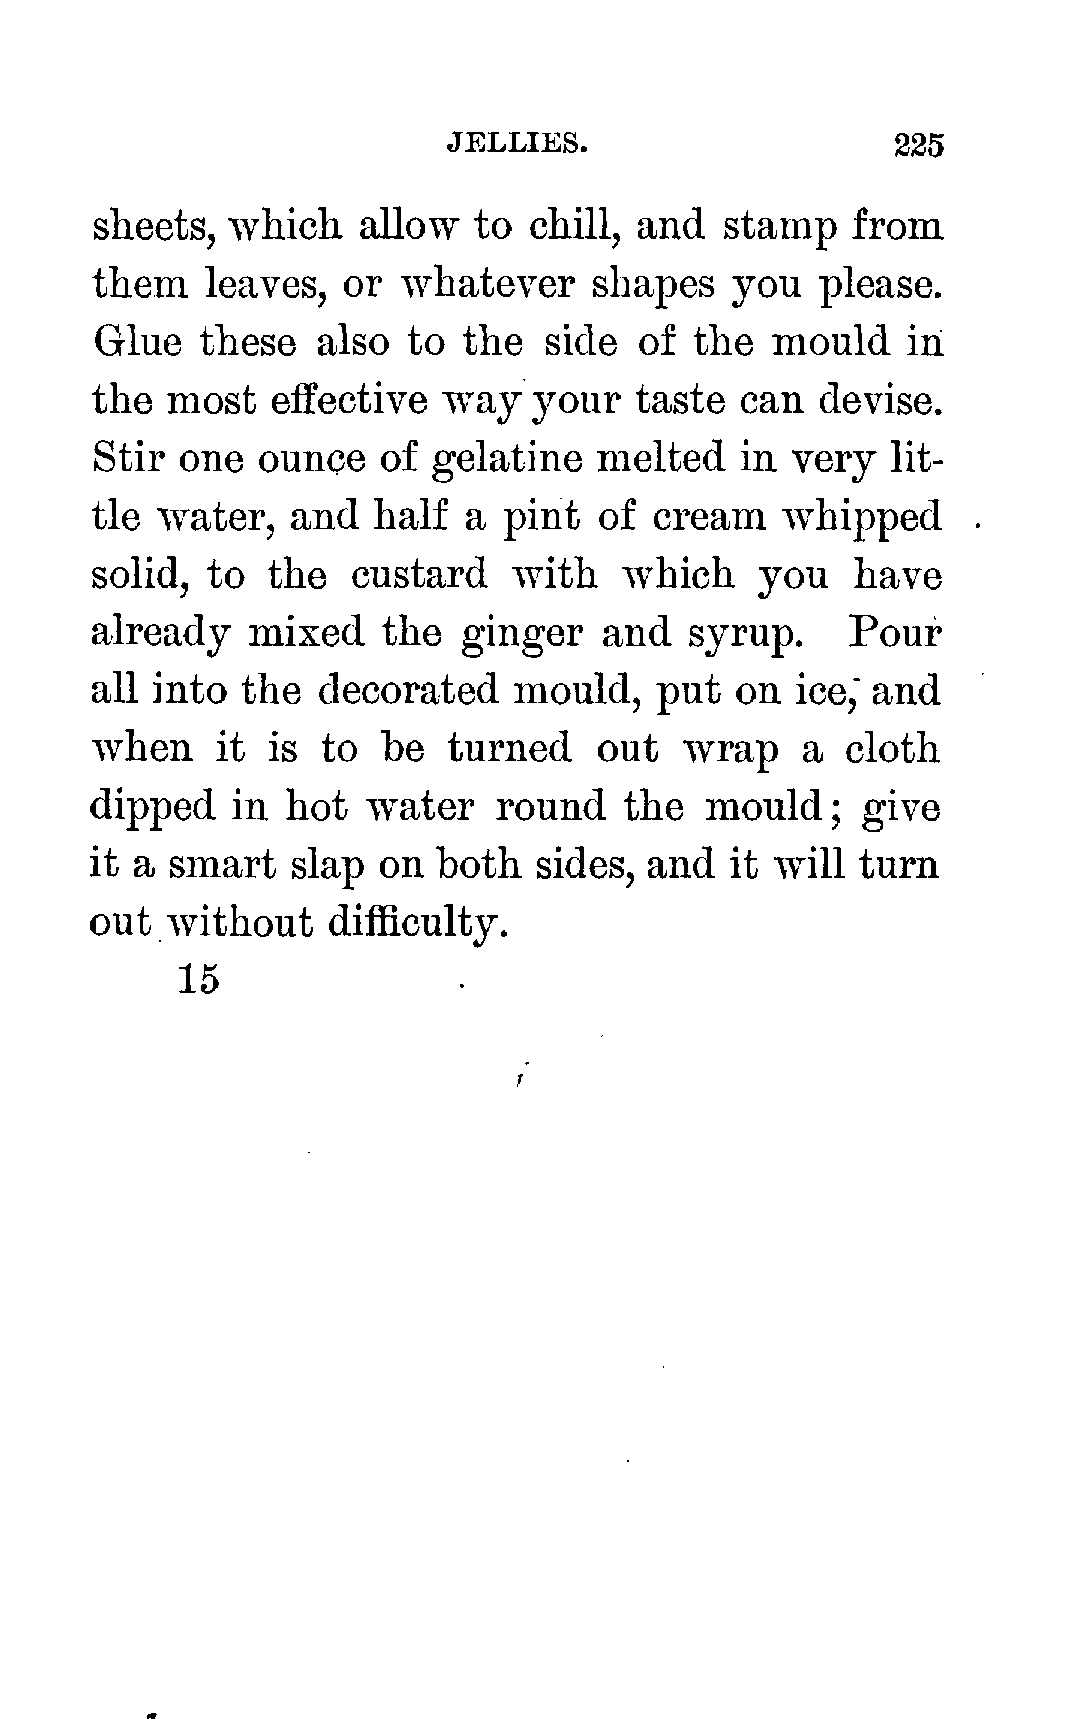 JELLIES. 225
sheets, which allow to chill, and stamp from
them leaves, or whatever shapes you please.
Glue these also to the side of the mould in
the most effective way your taste can devise.
Stir one ounce of gelatine melted in very lit-
tle water, and half a pint of cream whipped
solid, to the custard with which you have
already mixed the ginger and syrup. Pour
all into the decorated mould, put on ice, and
when it is to be turned out wrap a cloth
dipped in hot water round the mould; give
it a smart slap on both sides, and it will turn
out without difficulty.
15